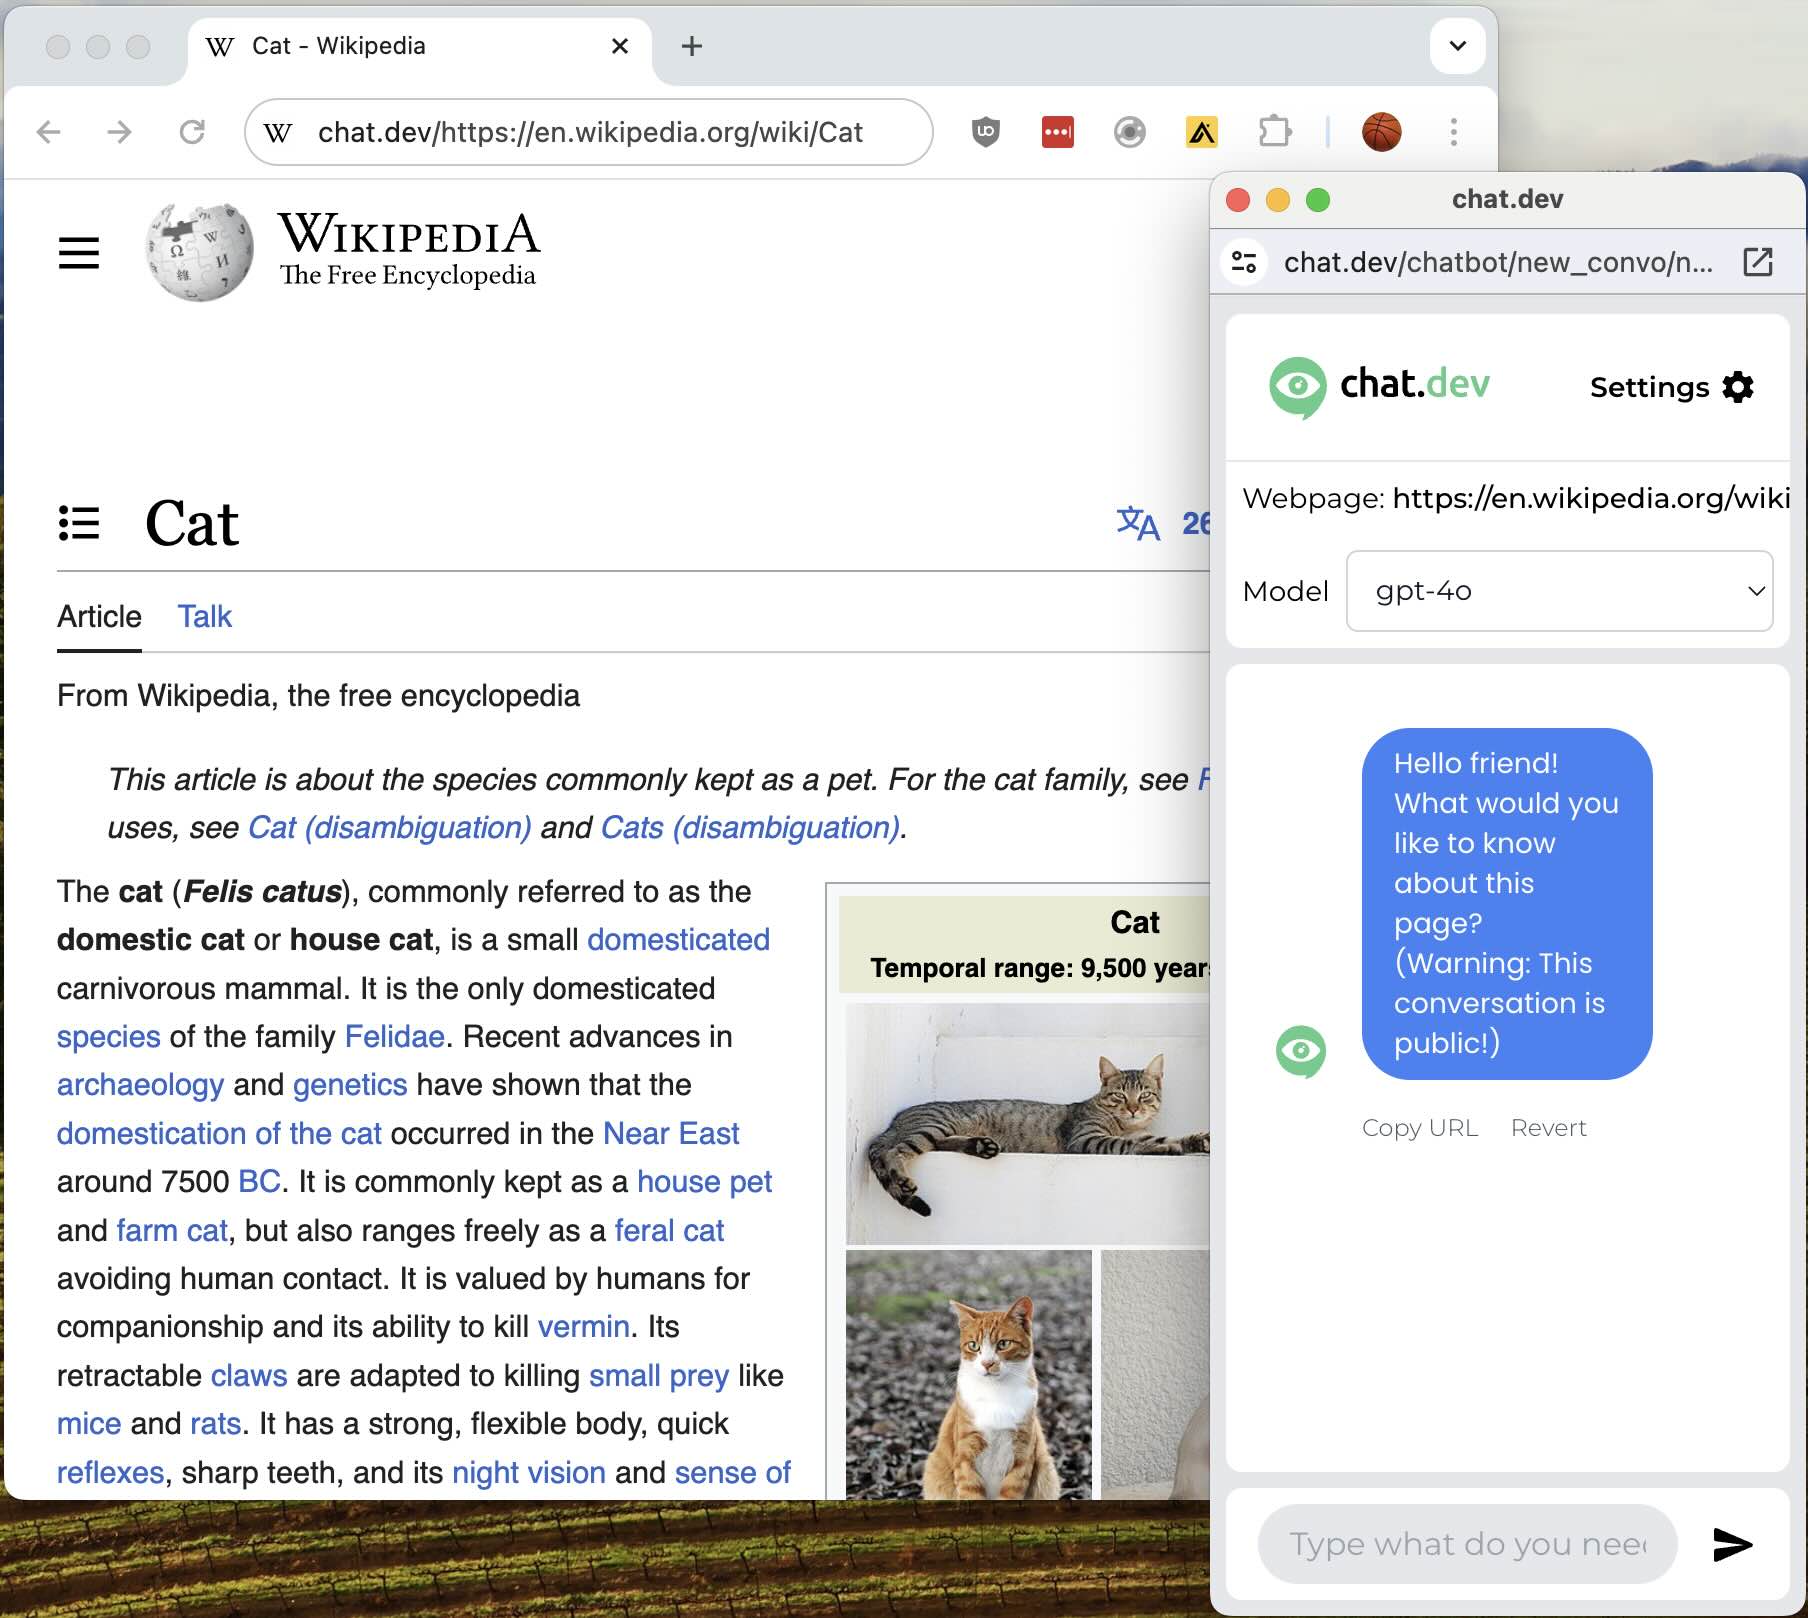 Cat - Wikipedia
chat.dev/https://en.wikipedia.org/wiki/Cat
WIKIPEDIA
The Free Encyclopedia
Cat
文A 26
Article Talk
From Wikipedia, the free encyclopedia
This article is about the species commonly kept as a pet. For the cat family, see F
uses, see Cat (disambiguation) and Cats (disambiguation).
The cat (Felis catus), commonly referred to as the
domestic cat or house cat, is a small domesticated
carnivorous mammal. It is the only domesticated
species of the family Felidae. Recent advances in
archaeology and genetics have shown that the
domestication of the cat occurred in the Near East
around 7500 BC. It is commonly kept as a house pet
and farm cat, but also ranges freely as a feral cat
avoiding human contact. It is valued by humans for
companionship and its ability to kill vermin. Its
retractable claws are adapted to killing small prey like
mice and rats. It has a strong, flexible body, quick
reflexes, sharp teeth, and its night vision and sense of
Cat
Temporal range: 9,500 years
chat.dev
chat.dev/chatbot/new_convo/n...
chat.dev
Settings
Webpage: https://en.wikipedia.org/wiki
Model gpt-4o
Hello friend!
What would you
like to know
about this
page?
(Warning: This
conversation is
public!)
Copy URL Revert
Type what do you need